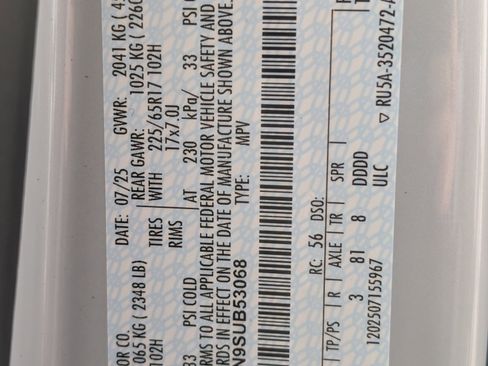 OR CO. DATE: 07/25 GVWR: 2041 KG ( 45
065 KG ( 2348 LB) REAR GAWR: 1025 KG ( 2260
102H TIRES WITH 225/65R17 102H
RIMS 17x7.0J
33 PSI COLD AT 230 kPa/ 33 PSI C
RMS TO ALL APPLICABLE FEDERAL MOTOR VEHICLE SAFETY AND
RDS IN EFFECT ON THE DATE OF MANUFACTURE SHOWN ABOVE.
N9SUB53068 TYPE: MPV
RC: 56 DSO:
TP/PS R AXLE TR SPR
3 81 8 DDDD
1202507155967 ULC
▽ RU5A-3520472-A